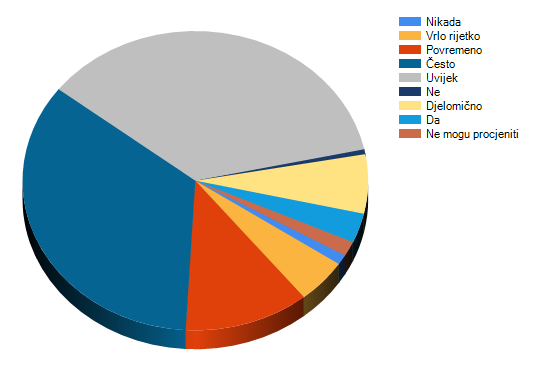 Nikada
Vrlo rijetko
Povremeno
Često
Uvijek
Ne
Djelomično
Da
Ne mogu procjeniti